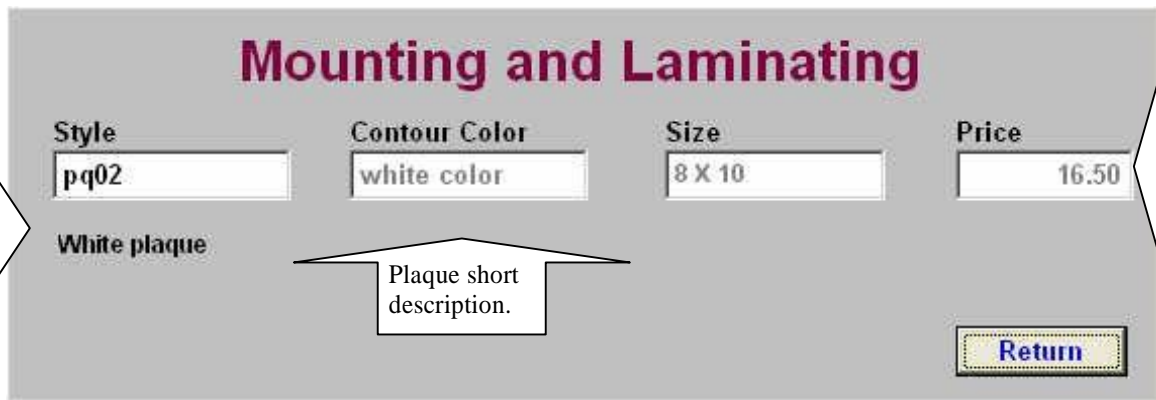 Mounting and Laminating
Style Contour Color Size Price
pq02 white color 8 X 10 16.50
White plaque
Plaque short
description.
Return